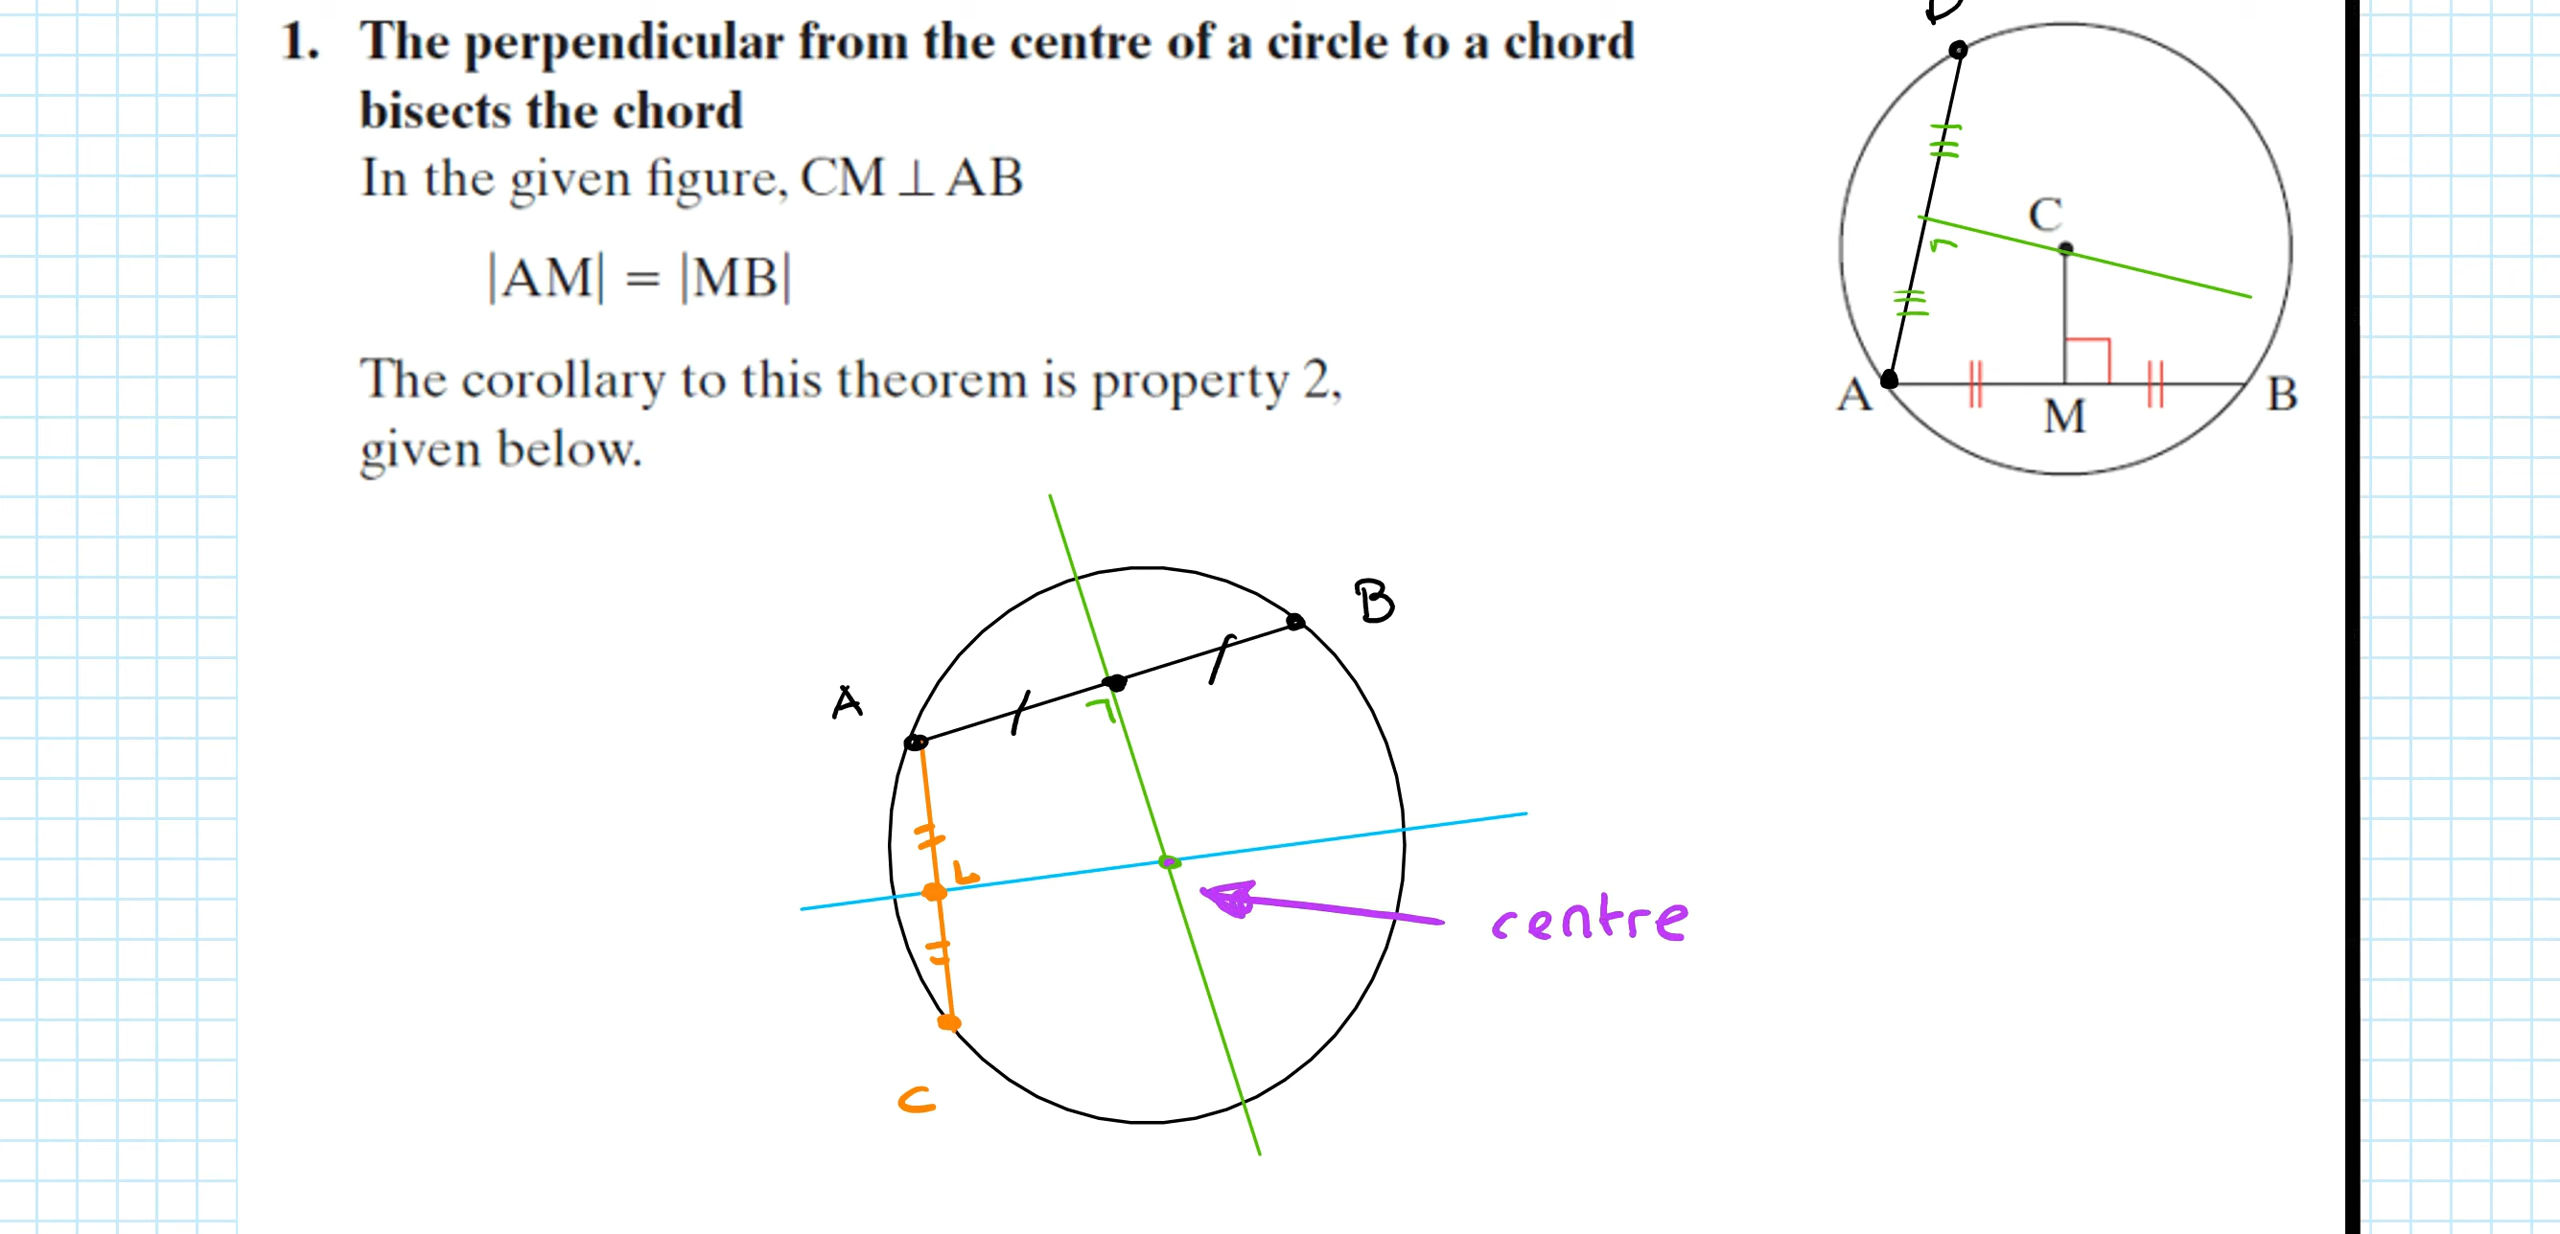 1. The perpendicular from the centre of a circle to a chord
bisects the chord
In the given figure, CM ⊥ AB
|AM| = |MB|
The corollary to this theorem is property 2,
given below.
C
A
M
B
B
A
centre
C